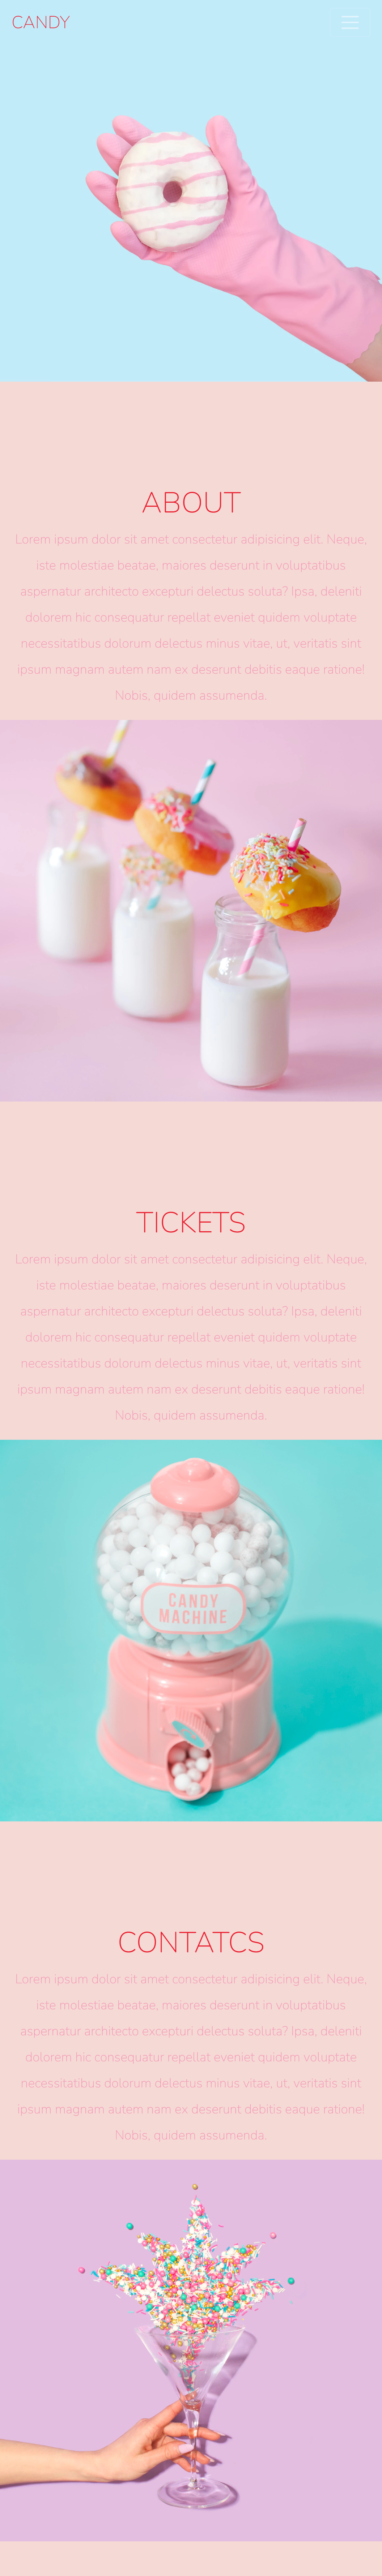 CANDY
ABOUT
Lorem ipsum dolor sit amet consectetur adipisicing elit. Neque,
iste molestiae beatae, maiores deserunt in voluptatibus
aspernatur architecto excepturi delectus soluta? Ipsa, deleniti
dolorem hic consequatur repellat eveniet quidem voluptate
necessitatibus dolorum delectus minus vitae, ut, veritatis sint
ipsum magnam autem nam ex deserunt debitis eaque ratione!
Nobis, quidem assumenda.
TICKETS
Lorem ipsum dolor sit amet consectetur adipisicing elit. Neque,
iste molestiae beatae, maiores deserunt in voluptatibus
aspernatur architecto excepturi delectus soluta? Ipsa, deleniti
dolorem hic consequatur repellat eveniet quidem voluptate
necessitatibus dolorum delectus minus vitae, ut, veritatis sint
ipsum magnam autem nam ex deserunt debitis eaque ratione!
Nobis, quidem assumenda.
CANDY
MACHINE
CONTATCS
Lorem ipsum dolor sit amet consectetur adipisicing elit. Neque,
iste molestiae beatae, maiores deserunt in voluptatibus
aspernatur architecto excepturi delectus soluta? Ipsa, deleniti
dolorem hic consequatur repellat eveniet quidem voluptate
necessitatibus dolorum delectus minus vitae, ut, veritatis sint
ipsum magnam autem nam ex deserunt debitis eaque ratione!
Nobis, quidem assumenda.